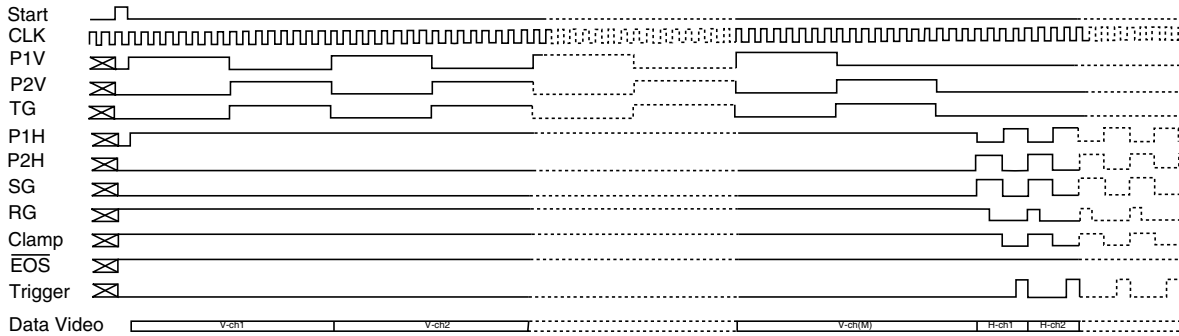 Start
CLK
P1V
P2V
TG
P1H
P2H
SG
RG
Clamp
EOS
Trigger
Data Video V-ch1 V-ch2 V-ch(M) H-ch1 H-ch2